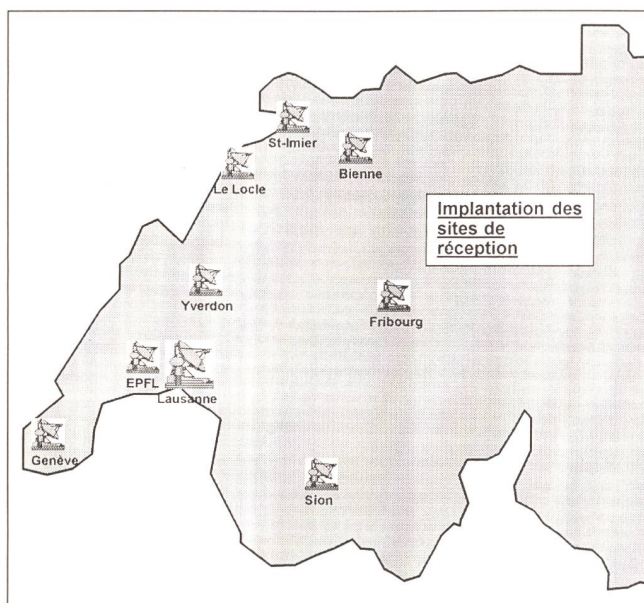 St-Imier
Bienne
Le Locle
Implantation des
sites de
réception
Yverdon
Fribourg
EPFL
Lausanne
Genève
Sion